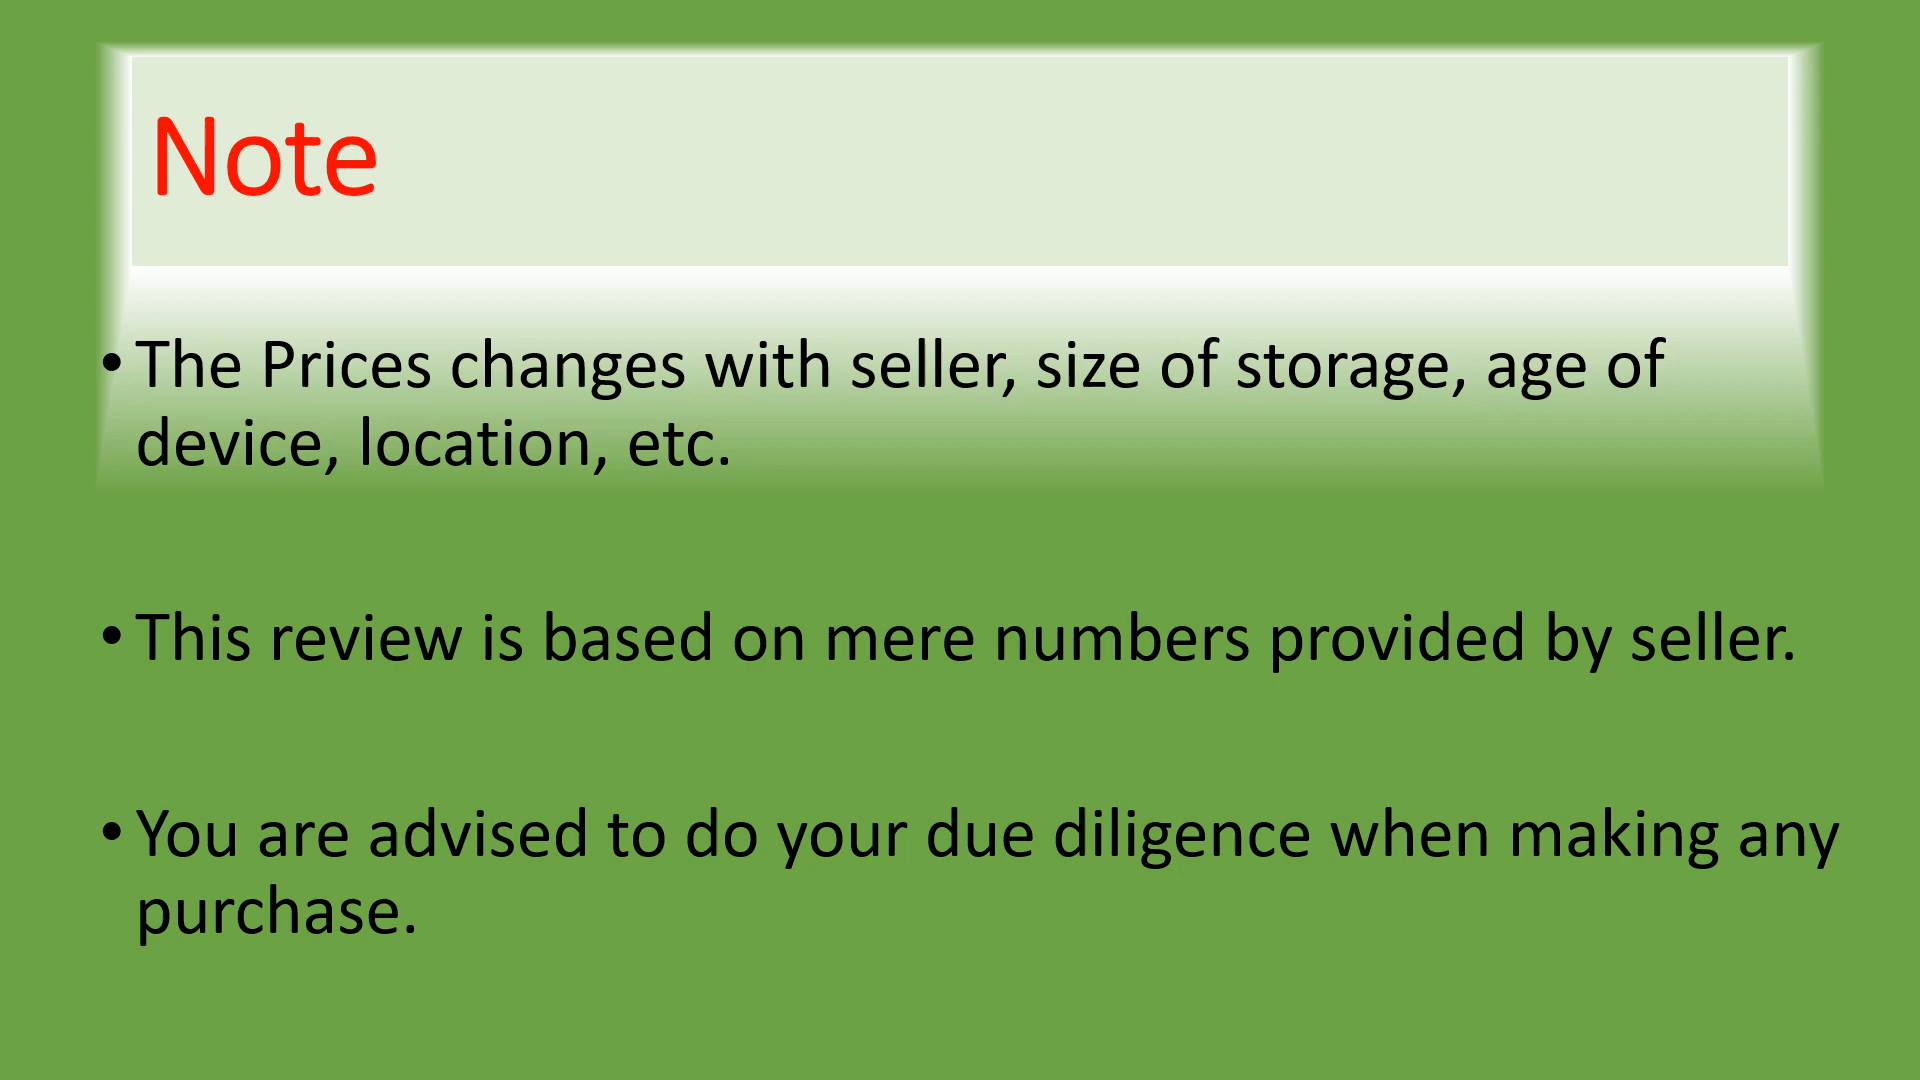 Note
• The Prices changes with seller, size of storage, age of
device, location, etc.
• This review is based on mere numbers provided by seller.
• You are advised to do your due diligence when making any
purchase.